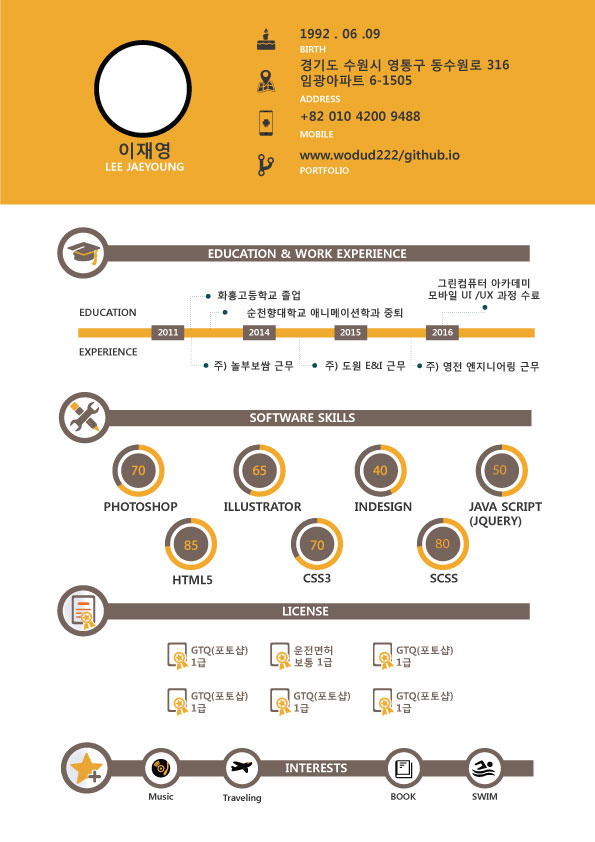 1992 . 06 .09
BIRTH
경기도 수원시 영통구 동수원로 316
임광아파트 6-1505
ADDRESS
+82 010 4200 9488
MOBILE
www.wodud222/github.io
PORTFOLIO
이재영
LEE JAEYOUNG
EDUCATION & WORK EXPERIENCE
그린컴퓨터 아카데미
모바일 UI /UX 과정 수료
화홍고등학교 졸업
EDUCATION
순천향대학교 애니메이션학과 중퇴
2011 2014 2015 2016
EXPERIENCE
주) 놀부보쌈 근무
주) 도원 E&I 근무
주) 영전 엔지니어링 근무
SOFTWARE SKILLS
70 65 40 50
PHOTOSHOP ILLUSTRATOR INDESIGN JAVA SCRIPT
(JQUERY)
85 70 80
HTML5 CSS3 SCSS
LICENSE
GTQ(포토샵) 운전면허 GTQ(포토샵)
1급 보통 1급 1급
GTQ(포토샵) GTQ(포토샵) GTQ(포토샵)
1급 1급 1급
INTERESTS
Music Traveling BOOK SWIM